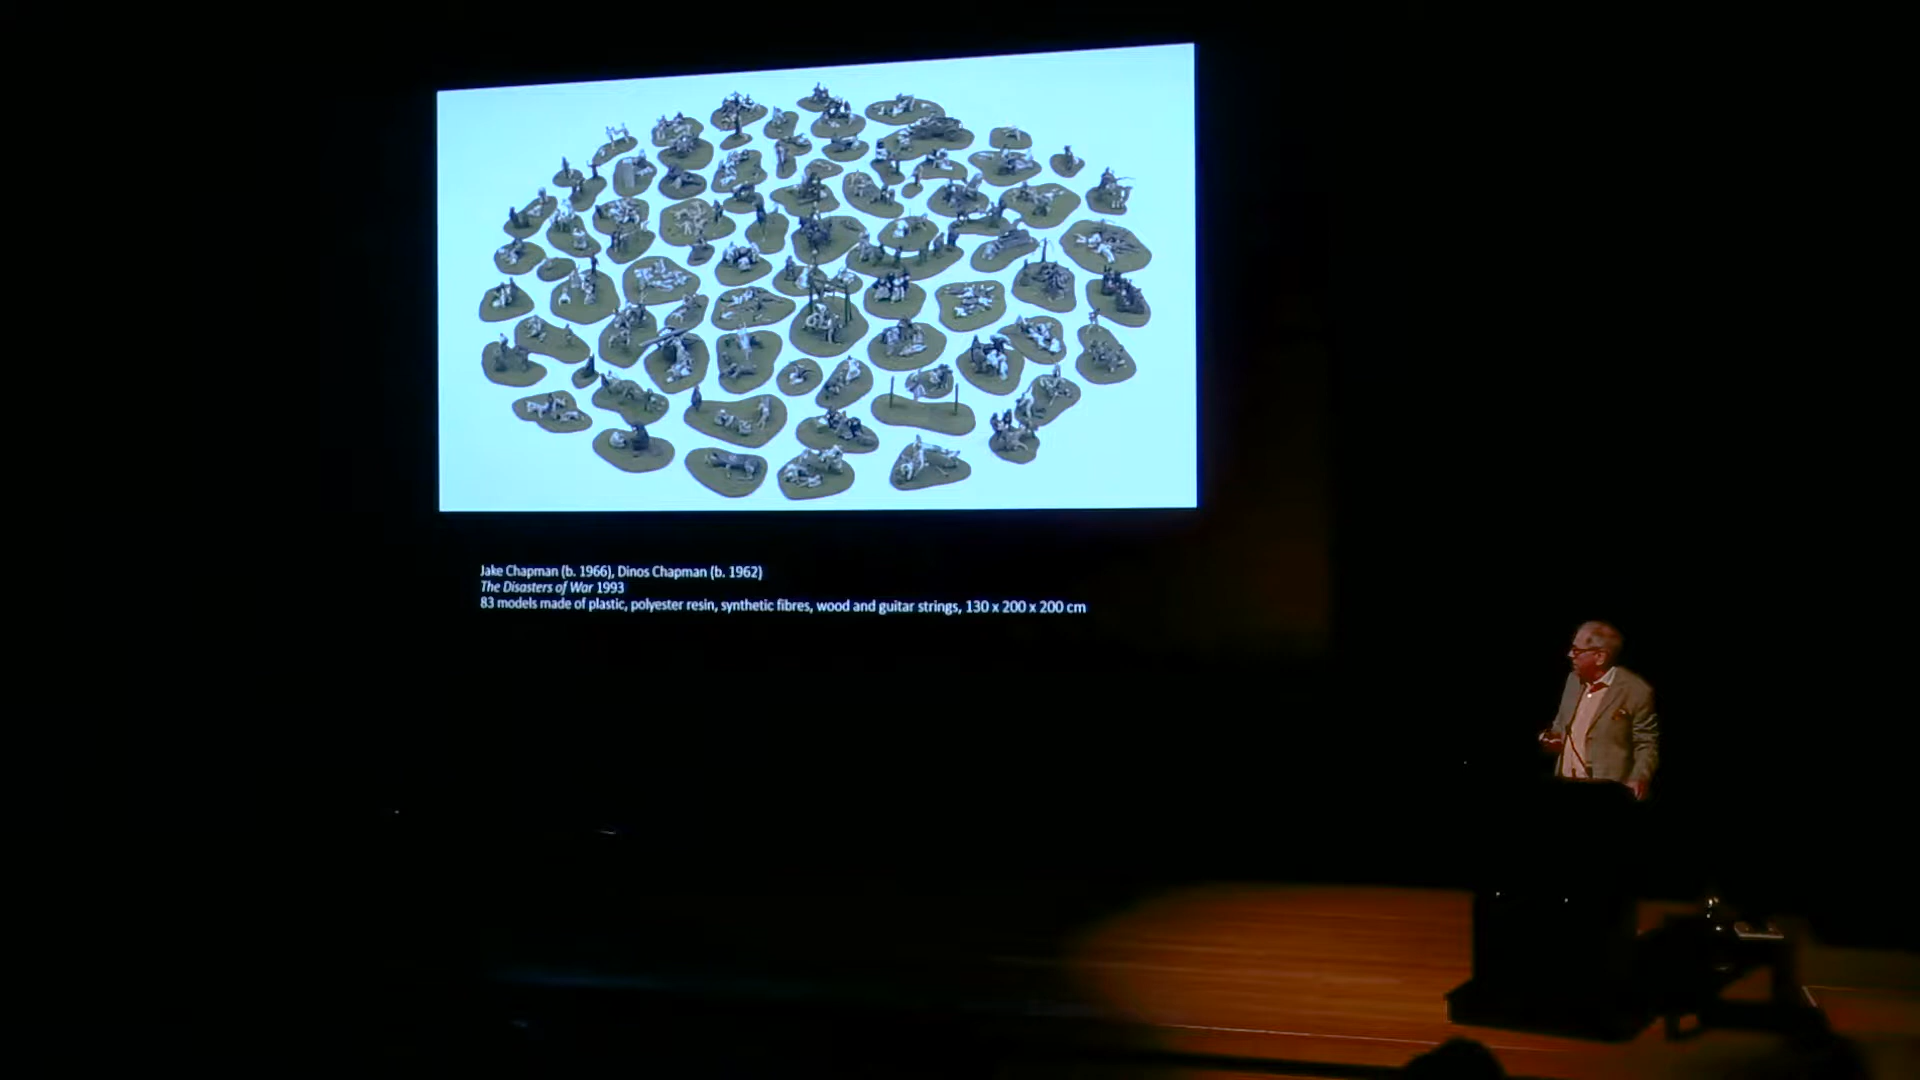 Jake Chapman (b. 1966), Dinos Chapman (b. 1962)
The Disasters of War 1993
83 models made of plastic, polyester resin, synthetic fibres, wood and guitar strings, 130 x 200 x 200 cm